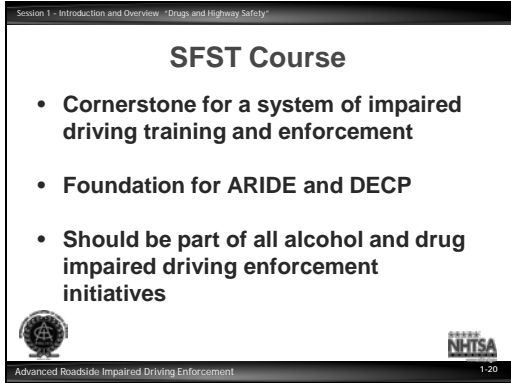 Session 1 - Introduction and Overview "Drugs and Highway Safety"
SFST Course
• Cornerstone for a system of impaired
driving training and enforcement
• Foundation for ARIDE and DECP
• Should be part of all alcohol and drug
impaired driving enforcement
initiatives
NHTSA
Advanced Roadside Impaired Driving Enforcement
1-20